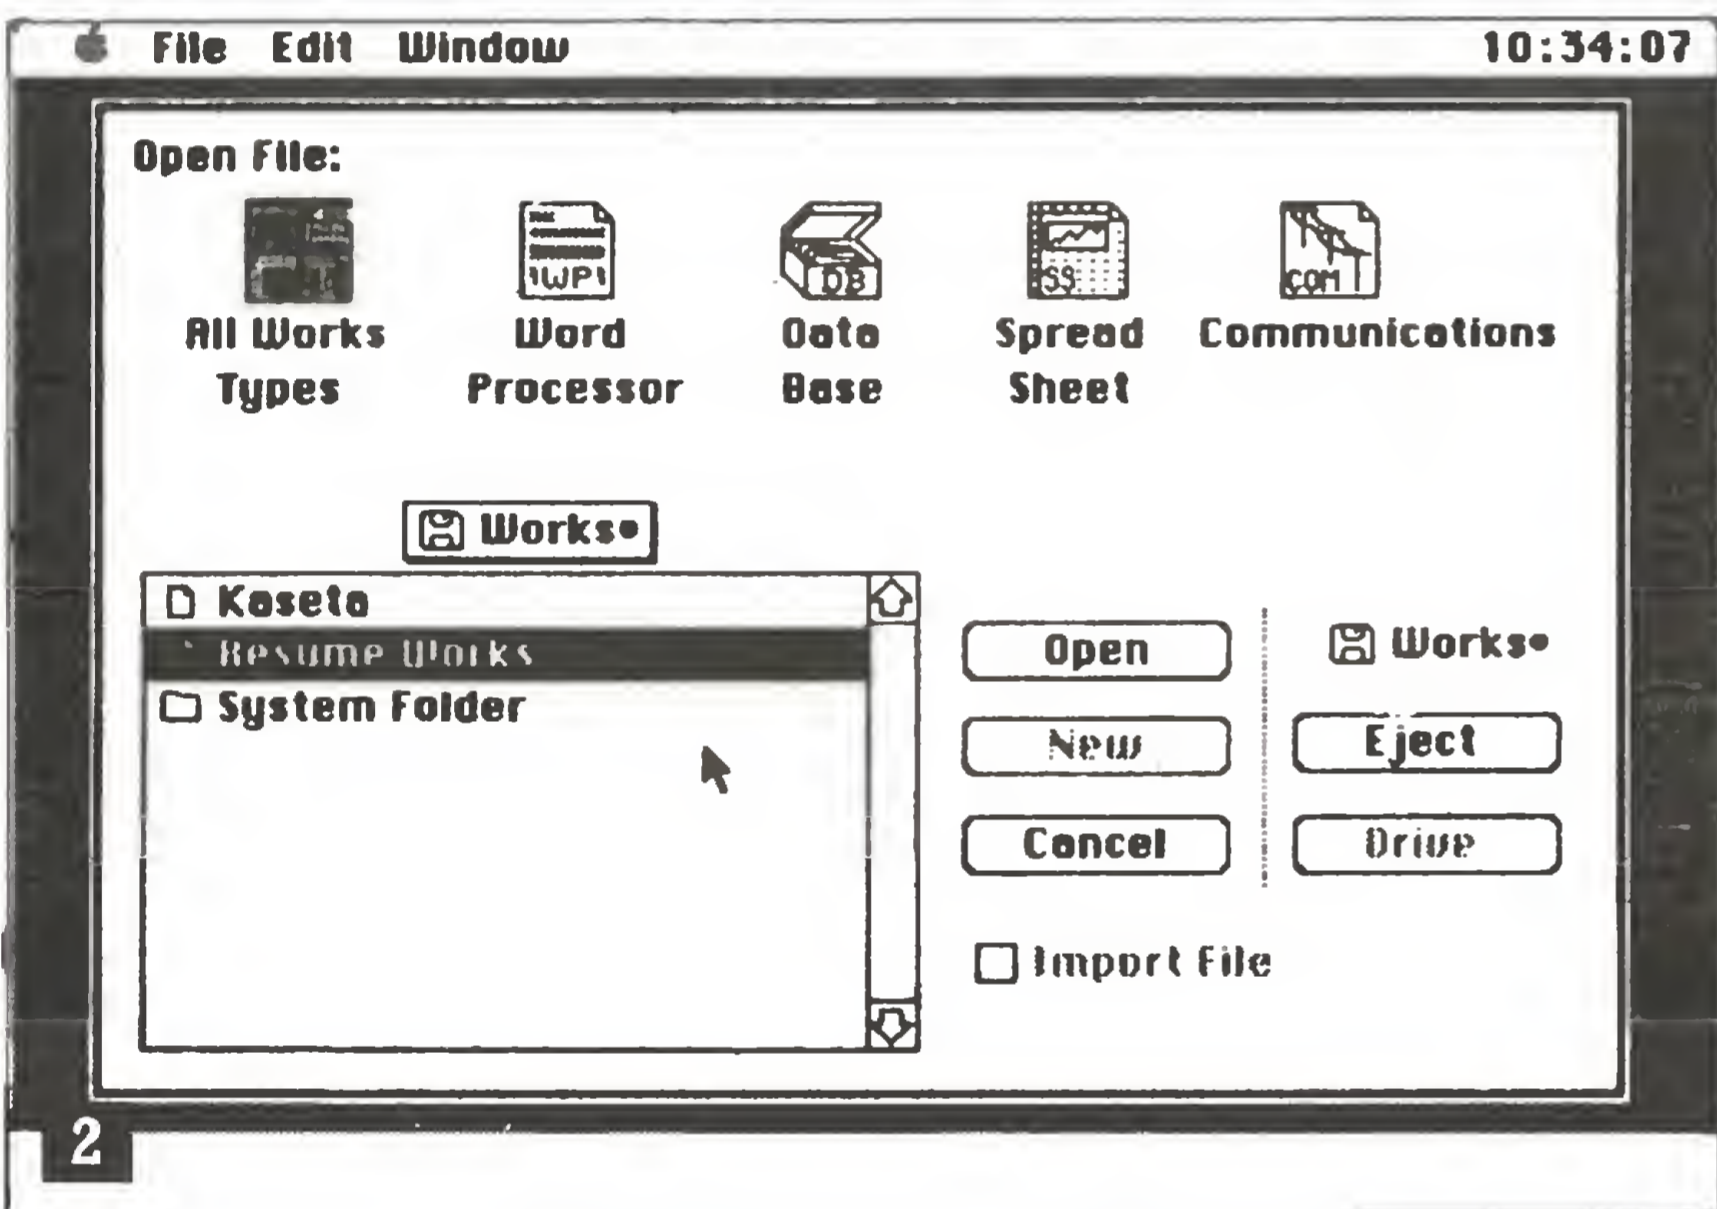 File Edit Window 10:34:07
Open File:
WP
DB
SS
COM
All Works Types
Word Processor
Data Base
Spread Sheet
Communications
Works•
Kaseta
Resume Works
System Folder
Open
New
Cancel
Works•
Eject
Drive
Import File
2